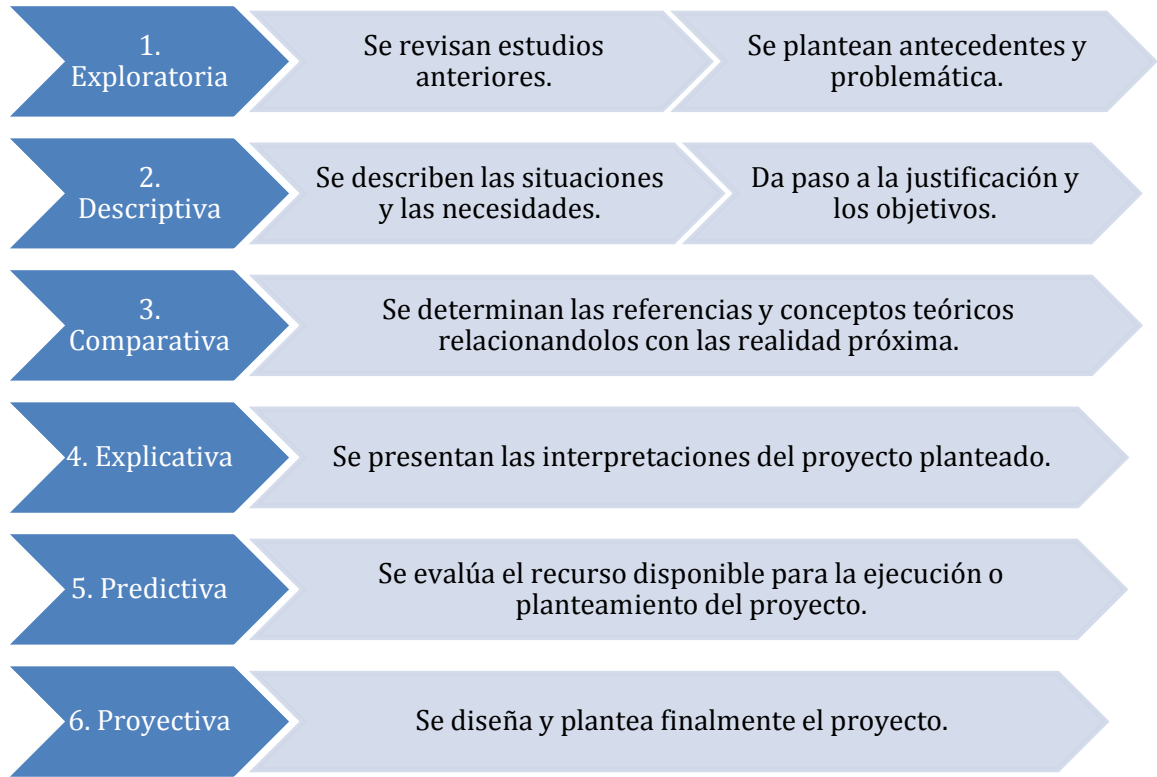 1.
Exploratoria
Se revisan estudios
anteriores.
Se plantean antecedentes y
problemática.
2.
Descriptiva
Se describen las situaciones
y las necesidades.
Da paso a la justificación y
los objetivos.
3.
Comparativa
Se determinan las referencias y conceptos teóricos
relacionandolos con las realidad próxima.
4. Explicativa
Se presentan las interpretaciones del proyecto planteado.
5. Predictiva
Se evalúa el recurso disponible para la ejecución o
planteamiento del proyecto.
6. Proyectiva
Se diseña y plantea finalmente el proyecto.